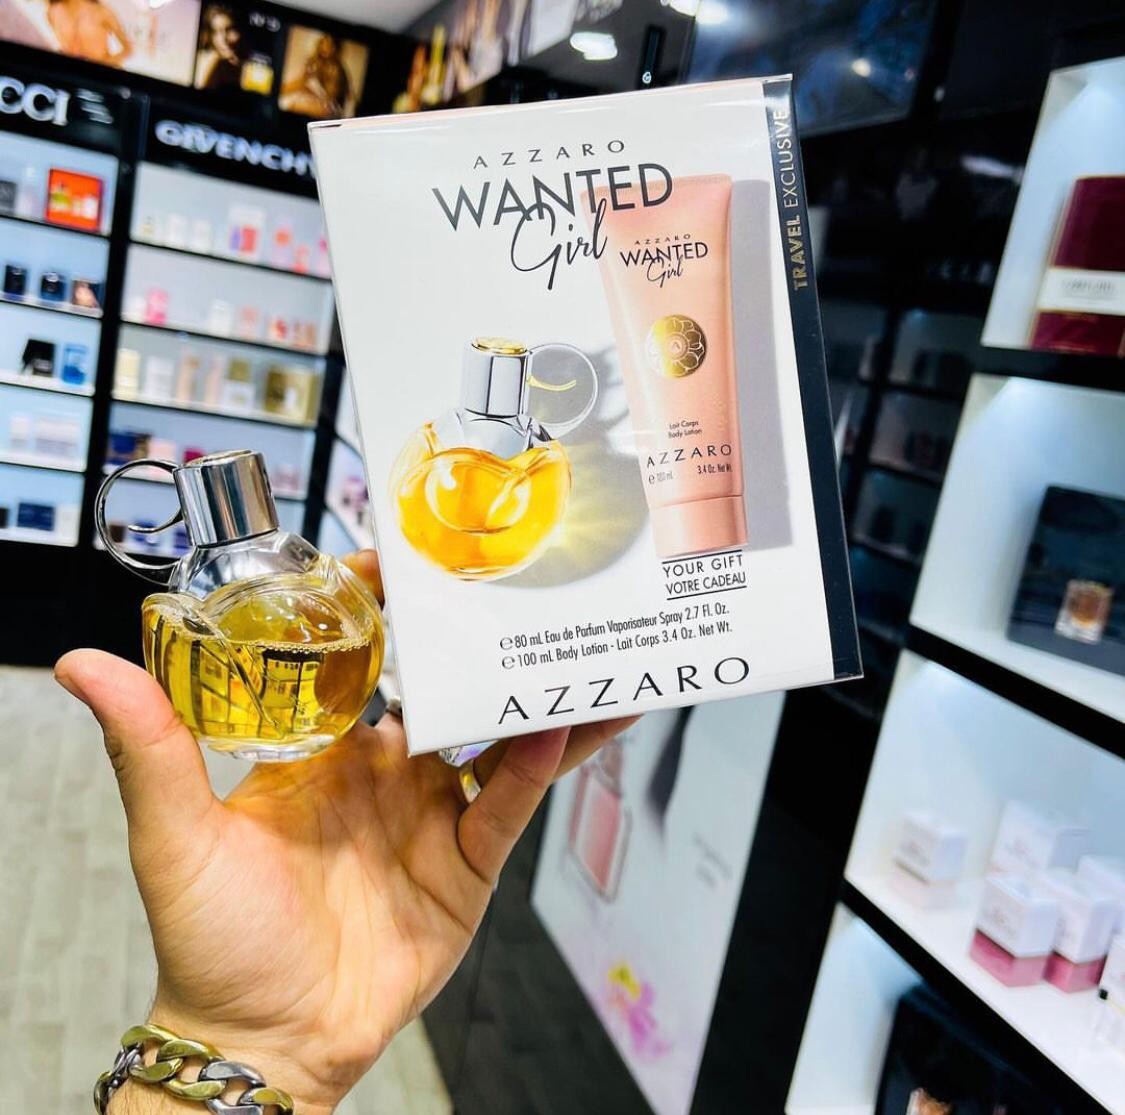 CCI
GIVENCHY
AZZARO
WANTED
Girl
TRAVEL EXCLUSIVE
AZZARO
WANTED
Girl
Lait Corps
Body Lotion
AZZARO
e 100 mL 3.4 Oz. Net Wt.
YOUR GIFT
VOTRE CADEAU
e 80 mL Eau de Parfum Vaporisateur Spray 2.7 Fl. Oz.
e 100 mL Body Lotion - Lait Corps 3.4 Oz. Net Wt.
AZZARO